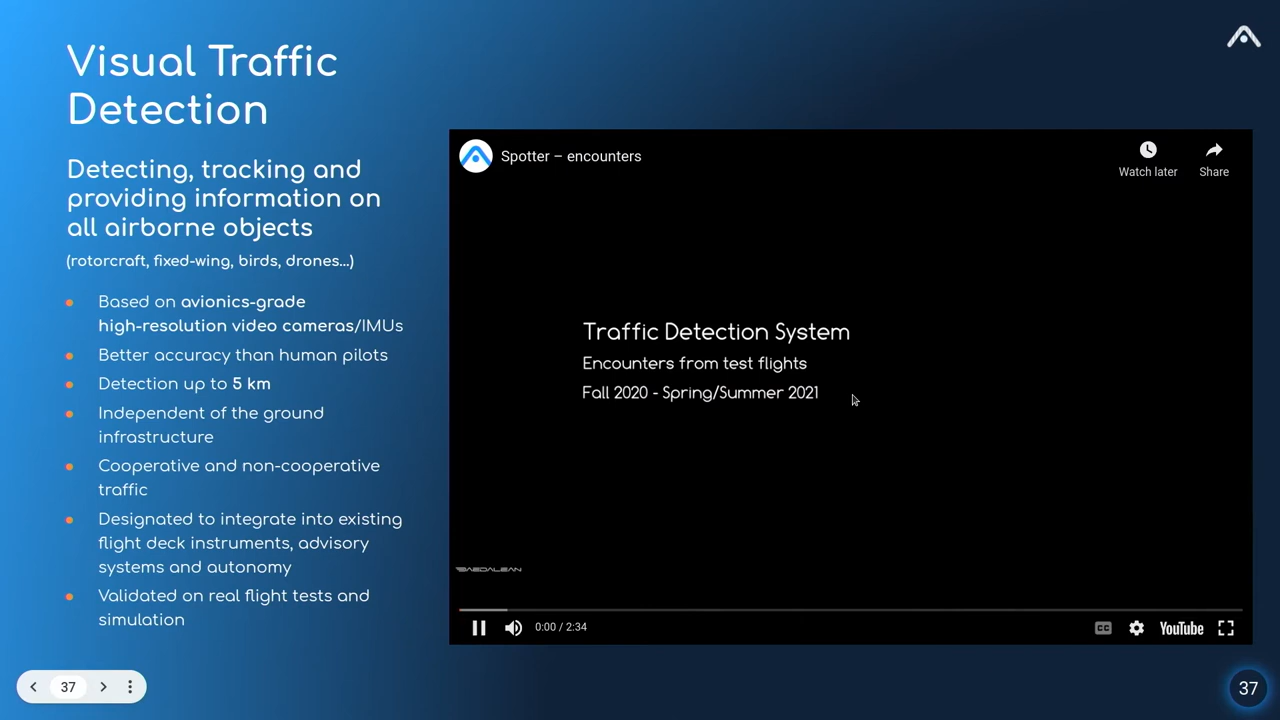 Visual Traffic
Detection
Detecting, tracking and
providing information on
all airborne objects
(rotorcraft, fixed-wing, birds, drones...)
Based on avionics-grade
high-resolution video cameras/IMUs
Better accuracy than human pilots
Detection up to 5 km
Independent of the ground
infrastructure
Cooperative and non-cooperative
traffic
Designated to integrate into existing
flight deck instruments, advisory
systems and autonomy
Validated on real flight tests and
simulation
Spotter – encounters
Watch later
Share
Traffic Detection System
Encounters from test flights
Fall 2020 - Spring/Summer 2021
DAEDALEAN
0:00 / 2:34
CC
YouTube
37
37